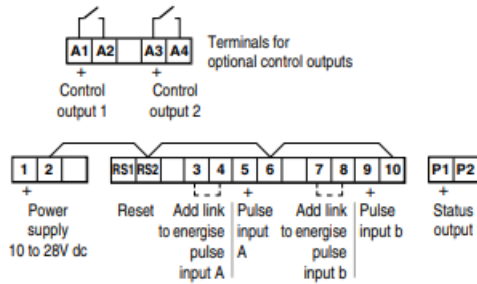 A1 A2 A3 A4
Terminals for
optional control outputs
+ +
Control Control
output 1 output 2
1 2 RS1 RS2 3 4 5 6 7 8 9 10 P1 P2
+ + + +
Power Reset Add link Pulse Add link Pulse Status
supply to energise input to energise input b output
10 to 28V dc pulse A pulse
input A input b